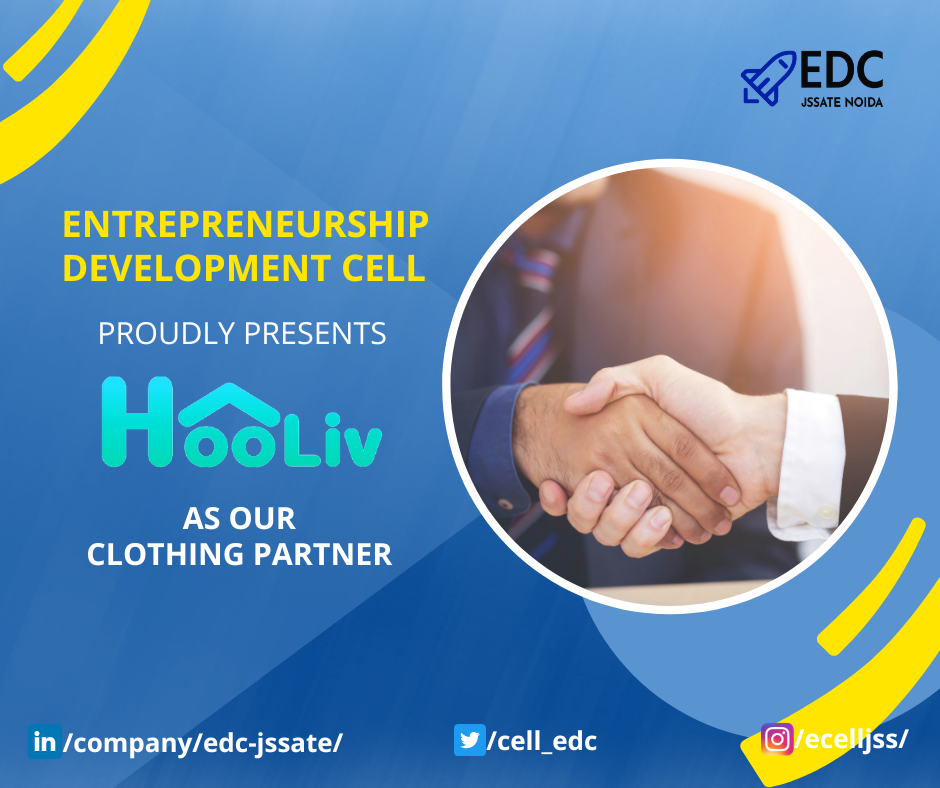 EDC
JSSATE NOIDA
ENTREPRENEURSHIP
DEVELOPMENT CELL
PROUDLY PRESENTS
HooLiv
AS OUR
CLOTHING PARTNER
in /company/edc-jssate/
/cell_edc
/ecelljss/